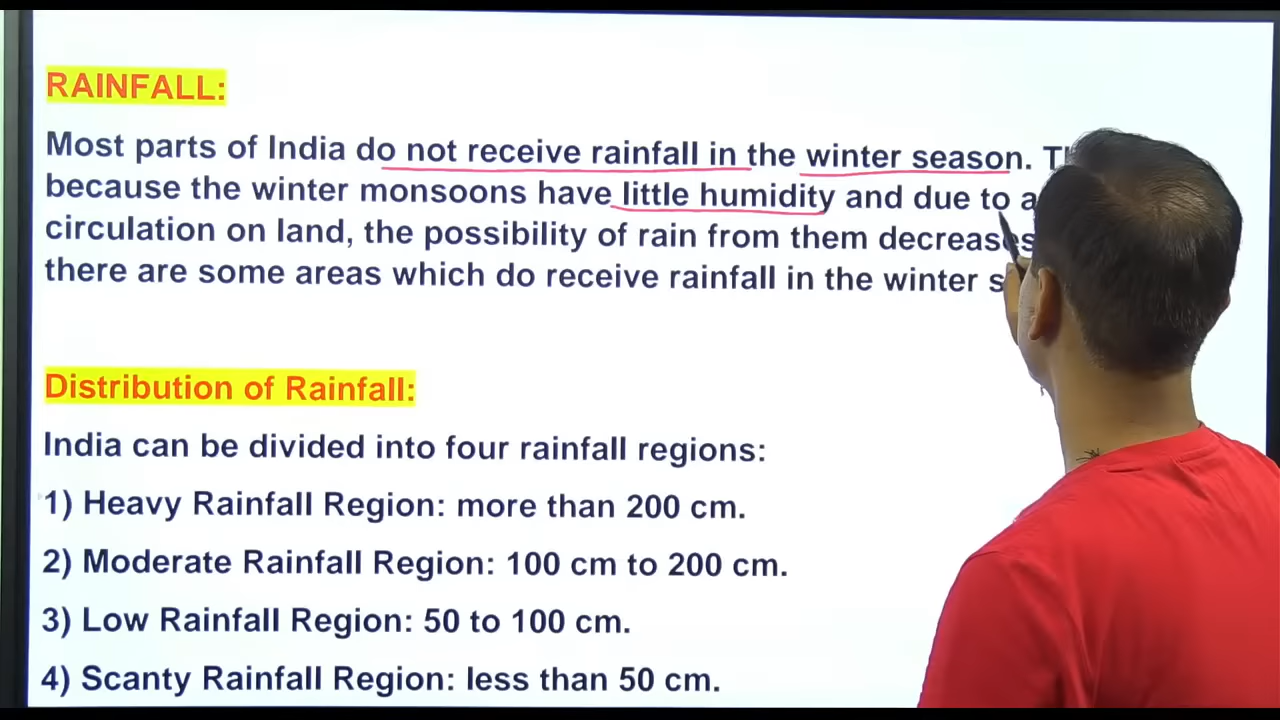 RAINFALL:
Most parts of India do not receive rainfall in the winter season.
because the winter monsoons have little humidity and due to
circulation on land, the possibility of rain from them decreases
there are some areas which do receive rainfall in the winter
Distribution of Rainfall:
India can be divided into four rainfall regions:
1) Heavy Rainfall Region: more than 200 cm.
2) Moderate Rainfall Region: 100 cm to 200 cm.
3) Low Rainfall Region: 50 to 100 cm.
4) Scanty Rainfall Region: less than 50 cm.